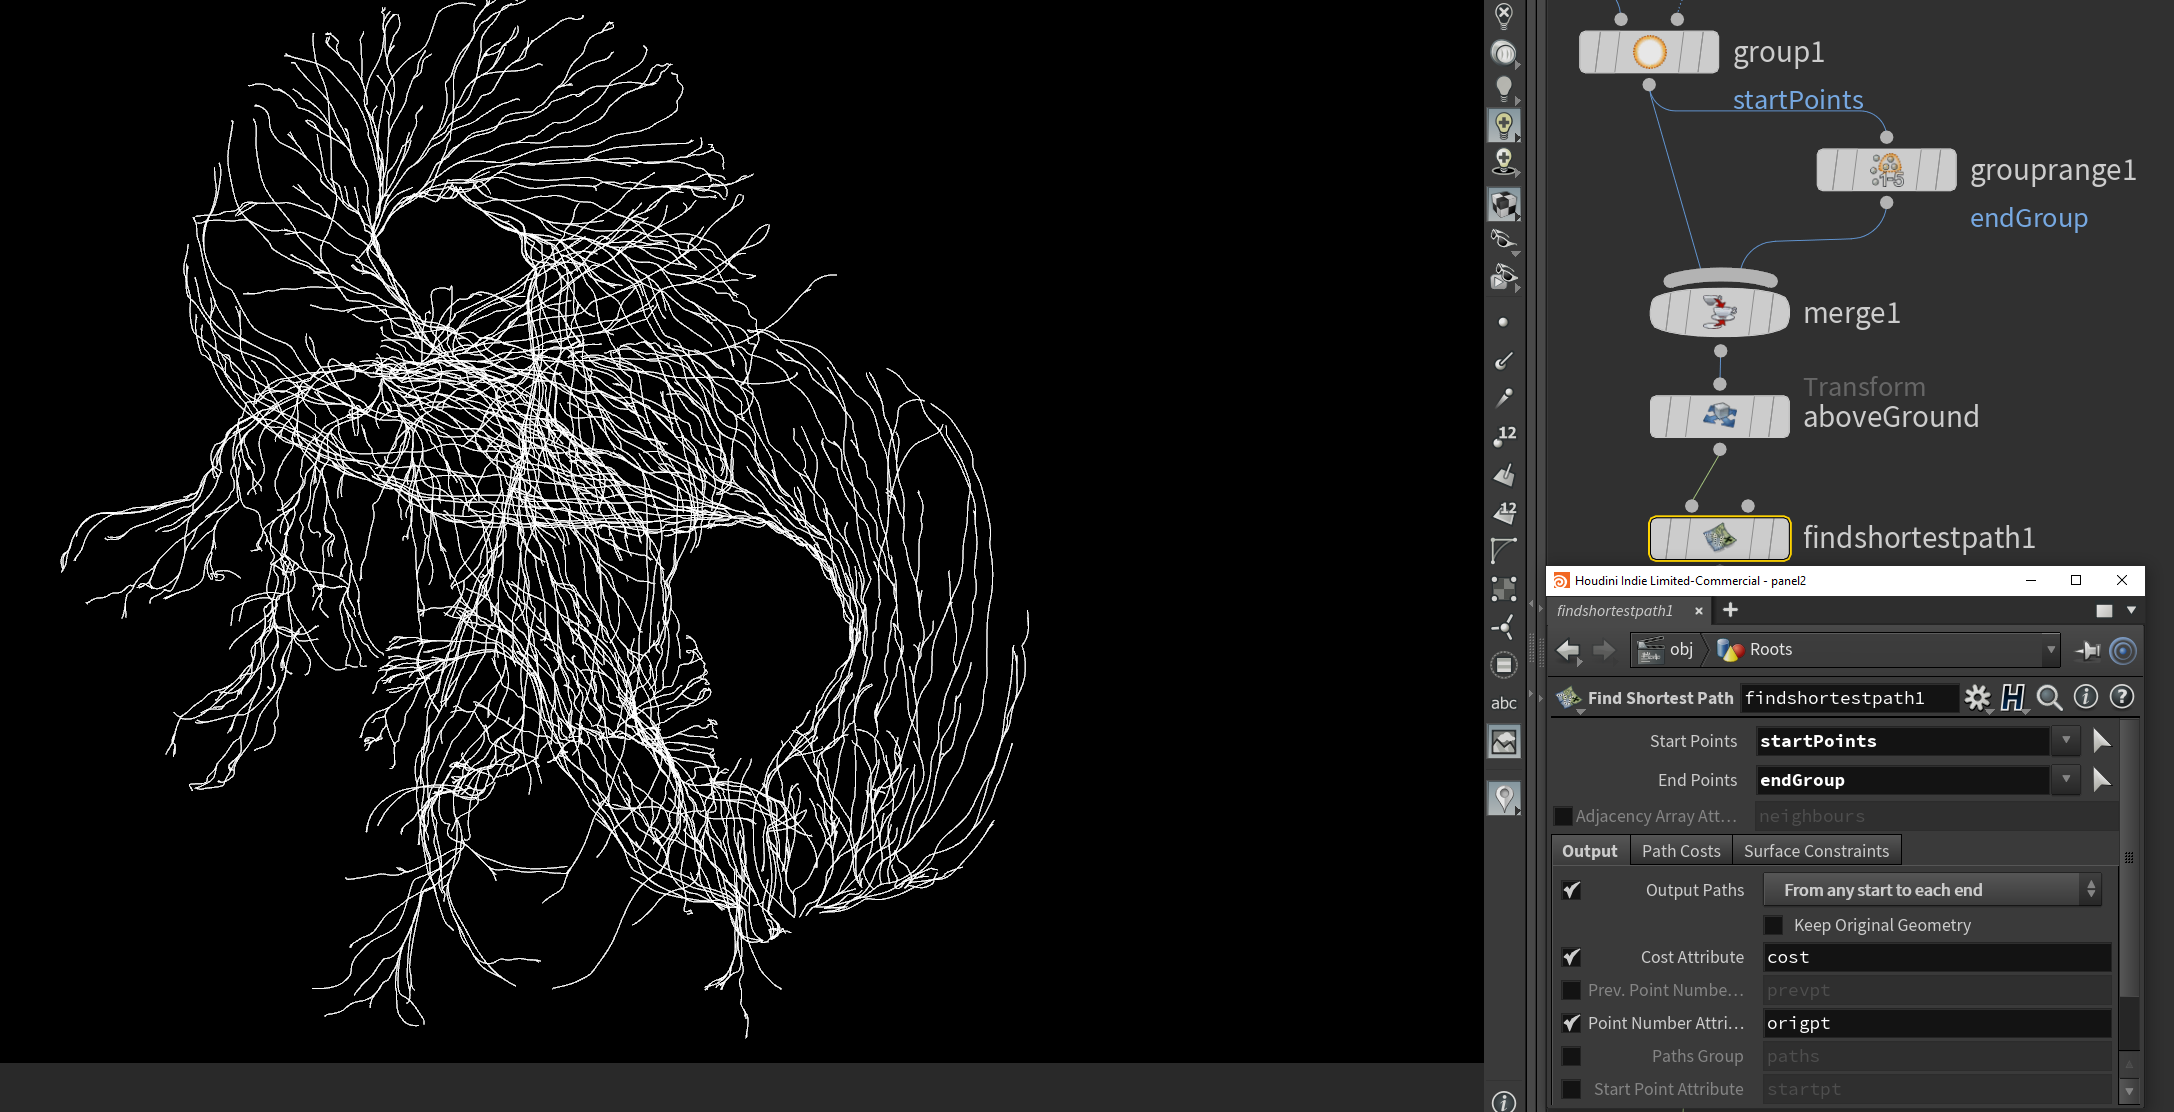 group1
startPoints
grouprange1
1-5
endGroup
merge1
Transform
aboveGround
findshortestpath1
12
12
abc
Houdini Indie Limited-Commercial - panel2
findshortestpath1
obj
Roots
Find Shortest Path
findshortestpath1
Start Points
startPoints
End Points
endGroup
Adjacency Array Att...
neighbours
Output
Path Costs
Surface Constraints
Output Paths
From any start to each end
Keep Original Geometry
Cost Attribute
cost
Prev. Point Numbe...
prevpt
Point Number Attri...
origpt
Paths Group
paths
Start Point Attribute
startpt